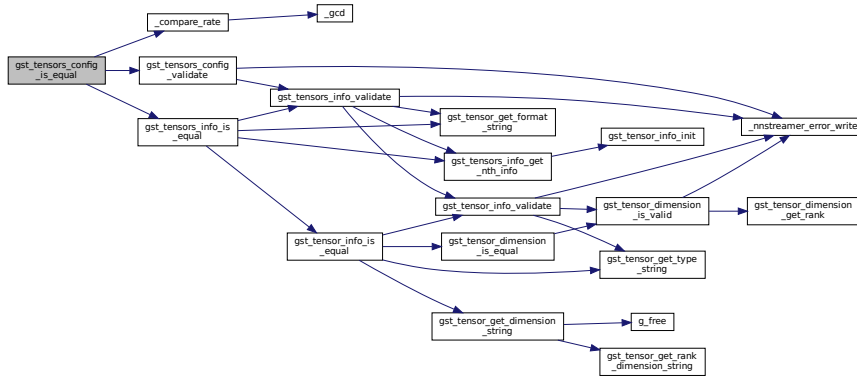 gst_tensors_config
_is_equal
_compare_rate
_gcd
gst_tensors_config
_validate
gst_tensors_info_validate
gst_tensors_info_is
_equal
gst_tensor_get_format
_string
_nnstreamer_error_write
gst_tensors_info_get
_nth_info
gst_tensor_info_init
gst_tensor_info_validate
gst_tensor_dimension
_is_valid
gst_tensor_dimension
_get_rank
gst_tensor_info_is
_equal
gst_tensor_dimension
_is_equal
gst_tensor_get_type
_string
gst_tensor_get_dimension
_string
g_free
gst_tensor_get_rank
_dimension_string